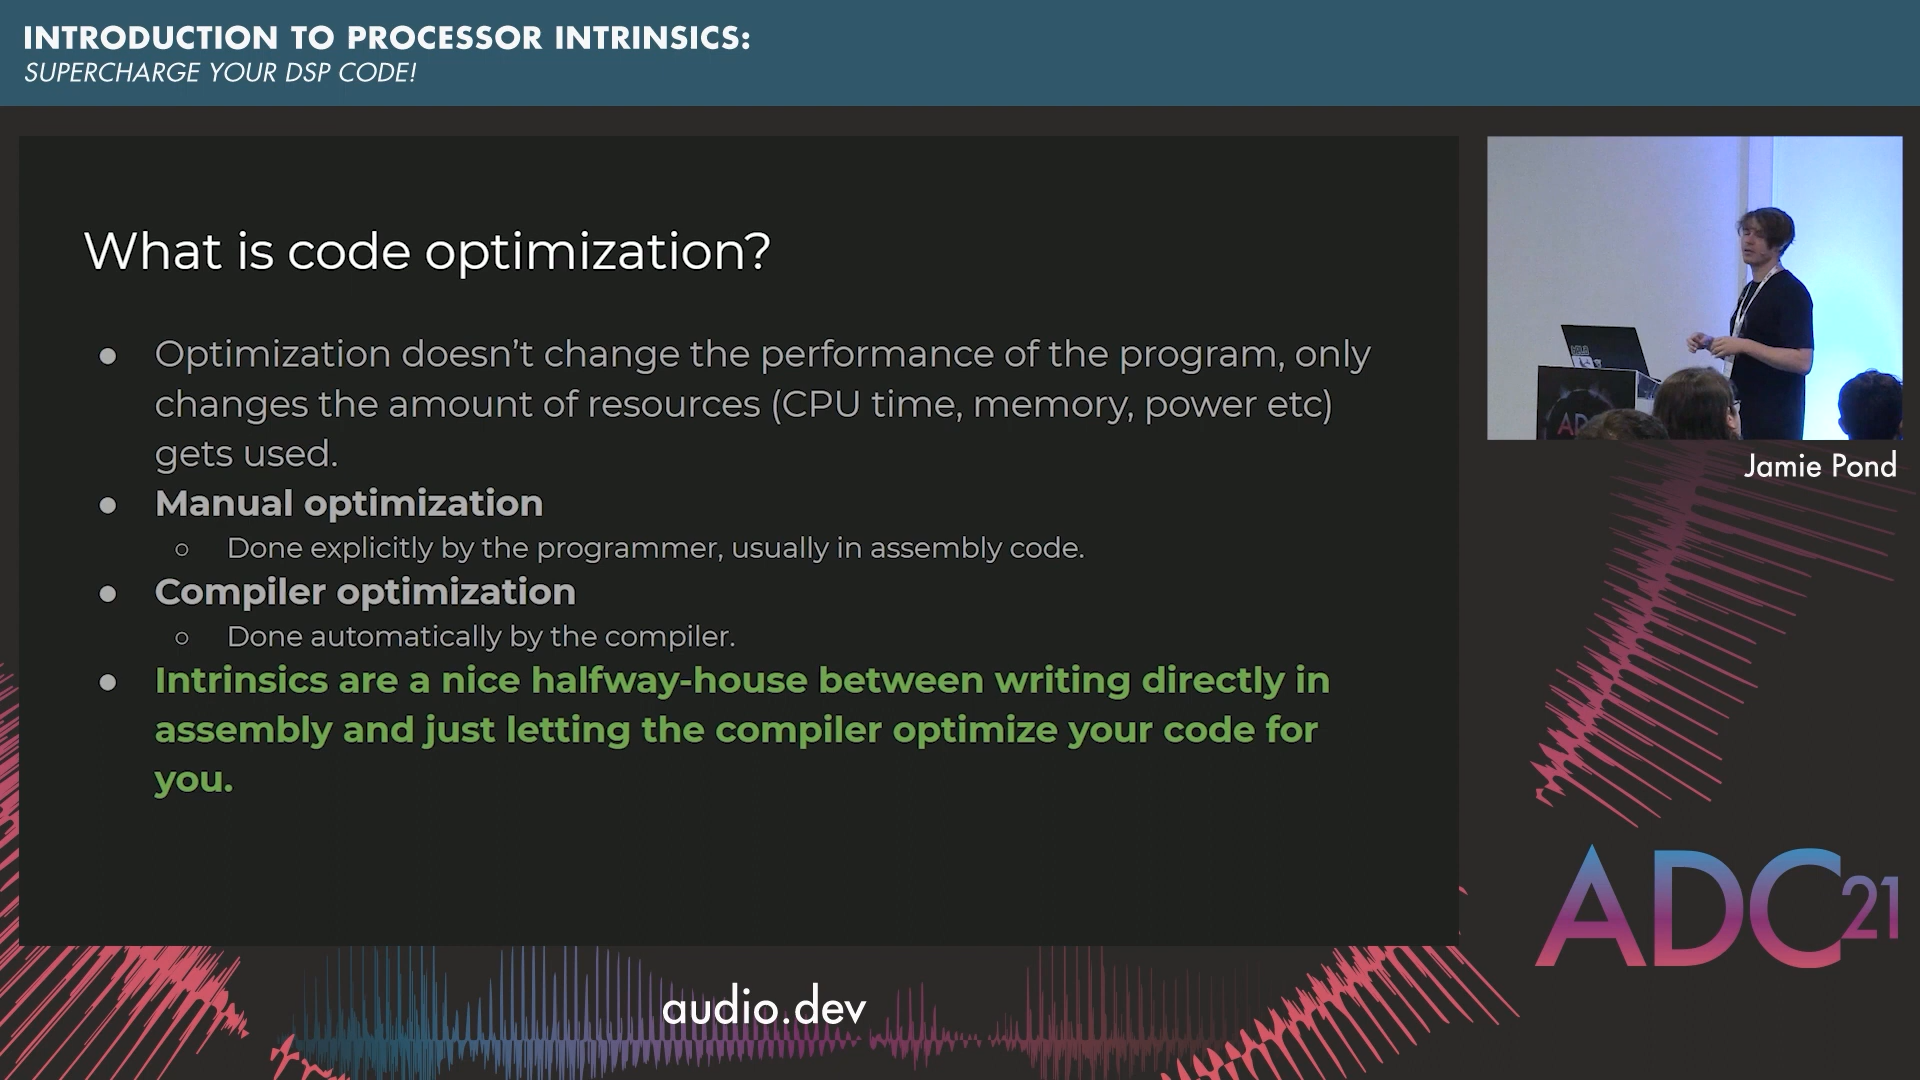 INTRODUCTION TO PROCESSOR INTRINSICS:
SUPERCHARGE YOUR DSP CODE!
What is code optimization?
● Optimization doesn’t change the performance of the program, only
changes the amount of resources (CPU time, memory, power etc)
gets used.
● Manual optimization
○ Done explicitly by the programmer, usually in assembly code.
● Compiler optimization
○ Done automatically by the compiler.
● Intrinsics are a nice halfway-house between writing directly in
assembly and just letting the compiler optimize your code for
you.
Jamie Pond
ADC21
audio.dev